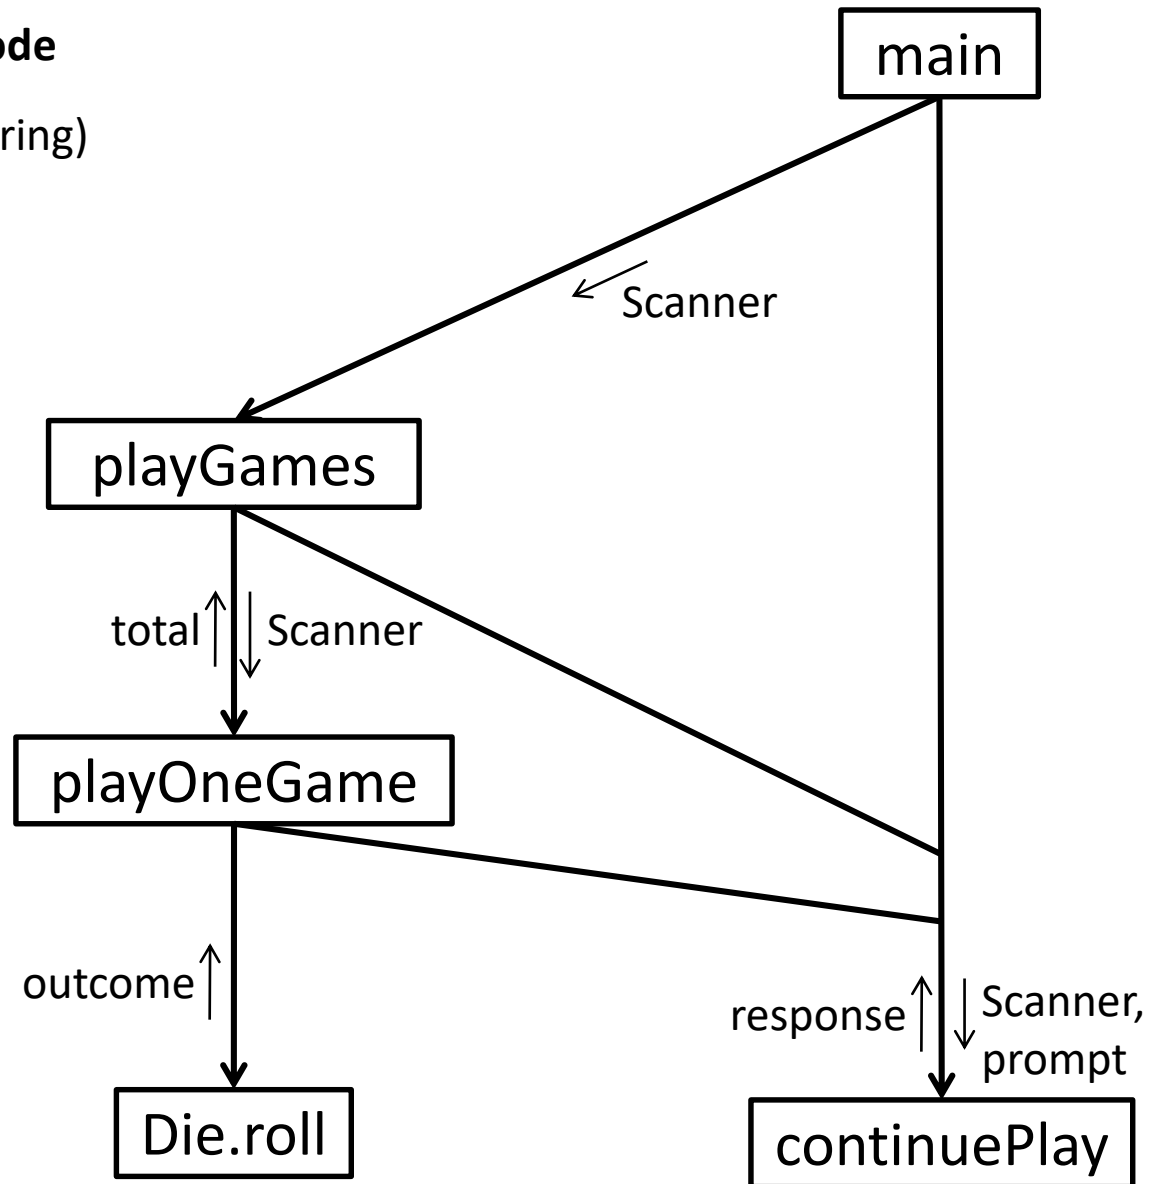 ode
main
ring)
Scanner
playGames
total
Scanner
playOneGame
outcome
response
Scanner,
prompt
Die.roll
continuePlay